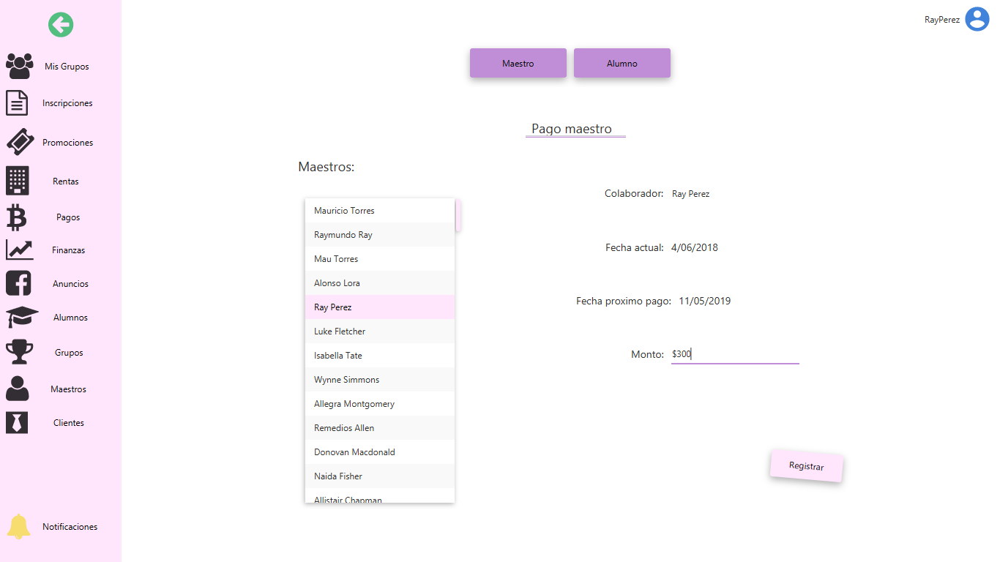 RayPerez
Mis Grupos
Inscripciones
Promociones
Rentas
Pagos
Finanzas
Anuncios
Alumnos
Grupos
Maestros
Clientes
Notificaciones
Maestro
Alumno
Pago maestro
Maestros:
Mauricio Torres
Raymundo Ray
Mau Torres
Alonso Lora
Ray Perez
Luke Fletcher
Isabella Tate
Wynne Simmons
Allegra Montgomery
Remedios Allen
Donovan Macdonald
Naida Fisher
Allistair Chapman
Colaborador: Ray Perez
Fecha actual: 4/06/2018
Fecha proximo pago: 11/05/2019
Monto: $300
Registrar